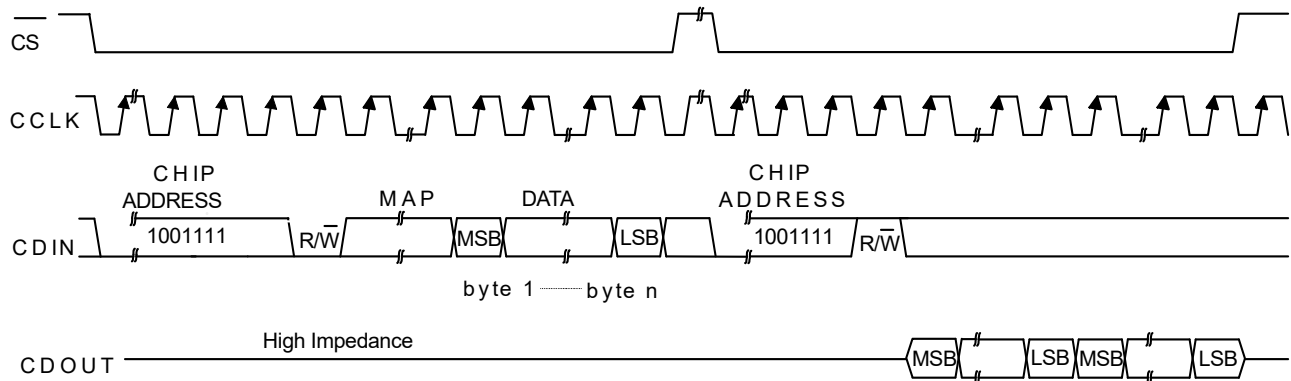 CS
CCLK
CHIP
ADDRESS
MAP
DATA
CHIP
ADDRESS
CDIN
1001111
R/W
MSB
LSB
1001111
R/W
byte 1 byte n
High Impedance
CDOUT
MSB
LSB
MSB
LSB